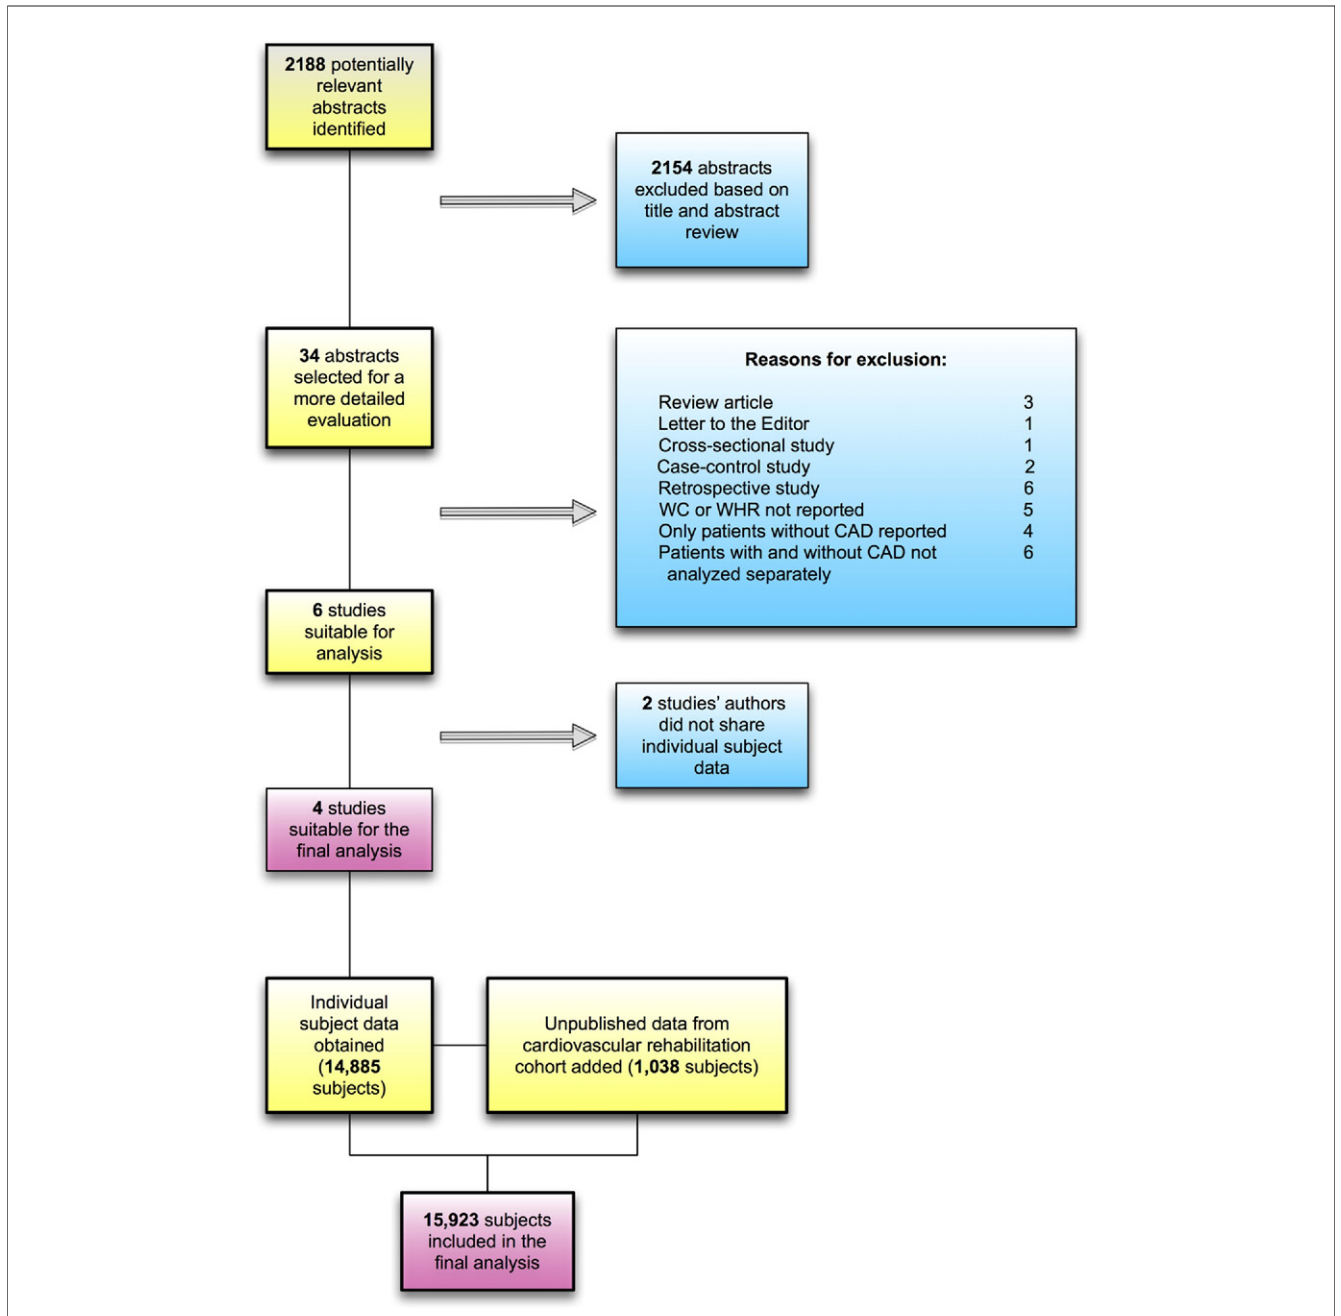 2188 potentially
relevant
abstracts
identified
2154 abstracts
excluded based on
title and abstract
review
34 abstracts
selected for a
more detailed
evaluation
Reasons for exclusion:
Review article 3
Letter to the Editor 1
Cross-sectional study 1
Case-control study 2
Retrospective study 6
WC or WHR not reported 5
Only patients without CAD reported 4
Patients with and without CAD not 6
analyzed separately
6 studies
suitable for
analysis
2 studies' authors
did not share
individual subject
data
4 studies
suitable for the
final analysis
Individual
subject data
obtained
(14,885
subjects)
Unpublished data from
cardiovascular rehabilitation
cohort added (1,038 subjects)
15,923 subjects
included in the
final analysis